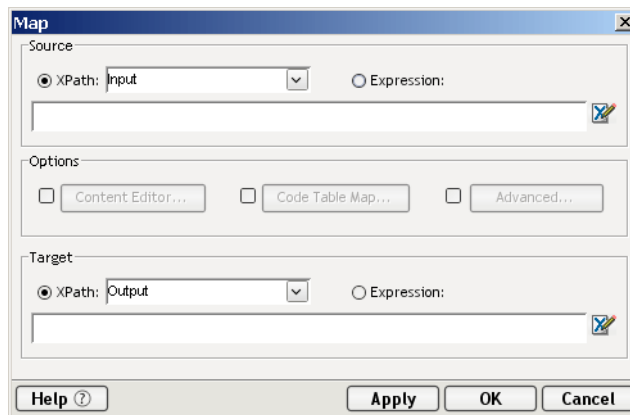 Map
Source
XPath: Input Expression:
Options
Content Editor... Code Table Map... Advanced...
Target
XPath: Output Expression:
Help ? Apply OK Cancel